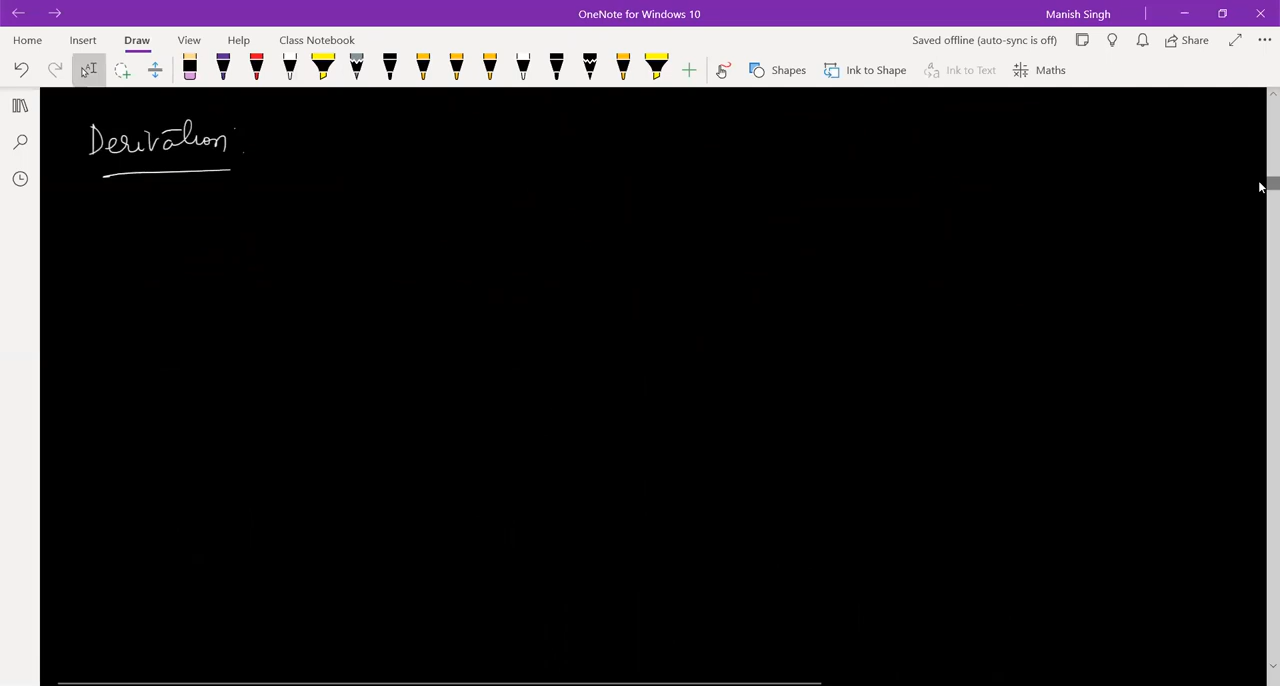 OneNote for Windows 10
Manish Singh
Home Insert Draw View Help Class Notebook
Saved offline (auto-sync is off) Share
Shapes Ink to Shape Ink to Text Maths
Derivation: